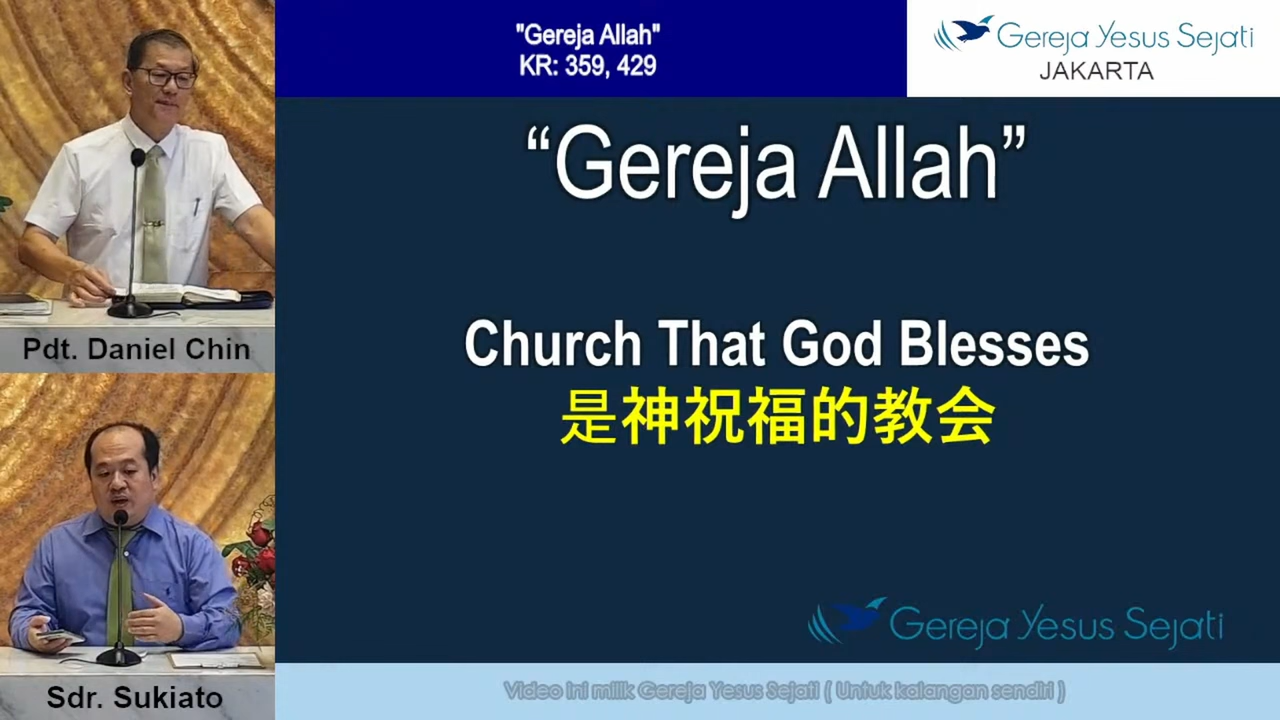 "Gereja Allah"
KR: 359, 429
Gereja Yesus Sejati
JAKARTA
Pdt. Daniel Chin
Sdr. Sukiato
“Gereja Allah”
Church That God Blesses
是神祝福的教会
Gereja Yesus Sejati
Video ini milik Gereja Yesus Sejati ( Untuk kalangan sendiri )